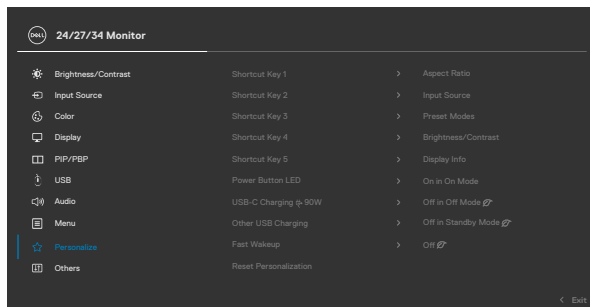 DELL 24/27/34 Monitor
Brightness/Contrast Shortcut Key 1 > Aspect Ratio
Input Source Shortcut Key 2 > Input Source
Color Shortcut Key 3 > Preset Modes
Display Shortcut Key 4 > Brightness/Contrast
PIP/PBP Shortcut Key 5 > Display Info
USB Power Button LED > On in On Mode
Audio USB-C Charging 90W > Off in Off Mode
Menu Other USB Charging > Off in Standby Mode
Personalize Fast Wakeup > Off
Others Reset Personalization
< Exit